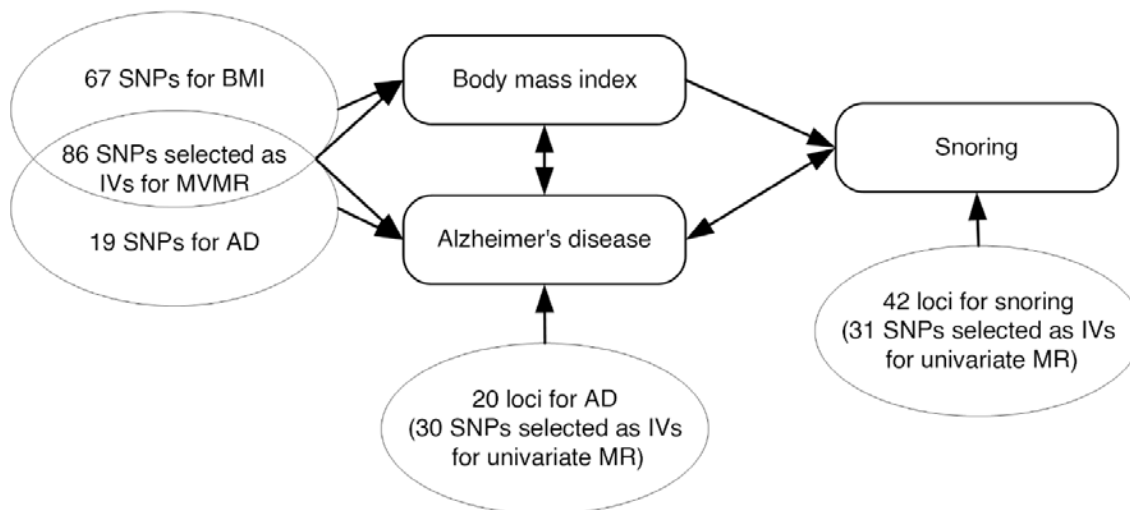 67 SNPs for BMI
86 SNPs selected as
IVs for MVMR
19 SNPs for AD
Body mass index
Alzheimer's disease
Snoring
20 loci for AD
(30 SNPs selected as IVs
for univariate MR)
42 loci for snoring
(31 SNPs selected as IVs
for univariate MR)